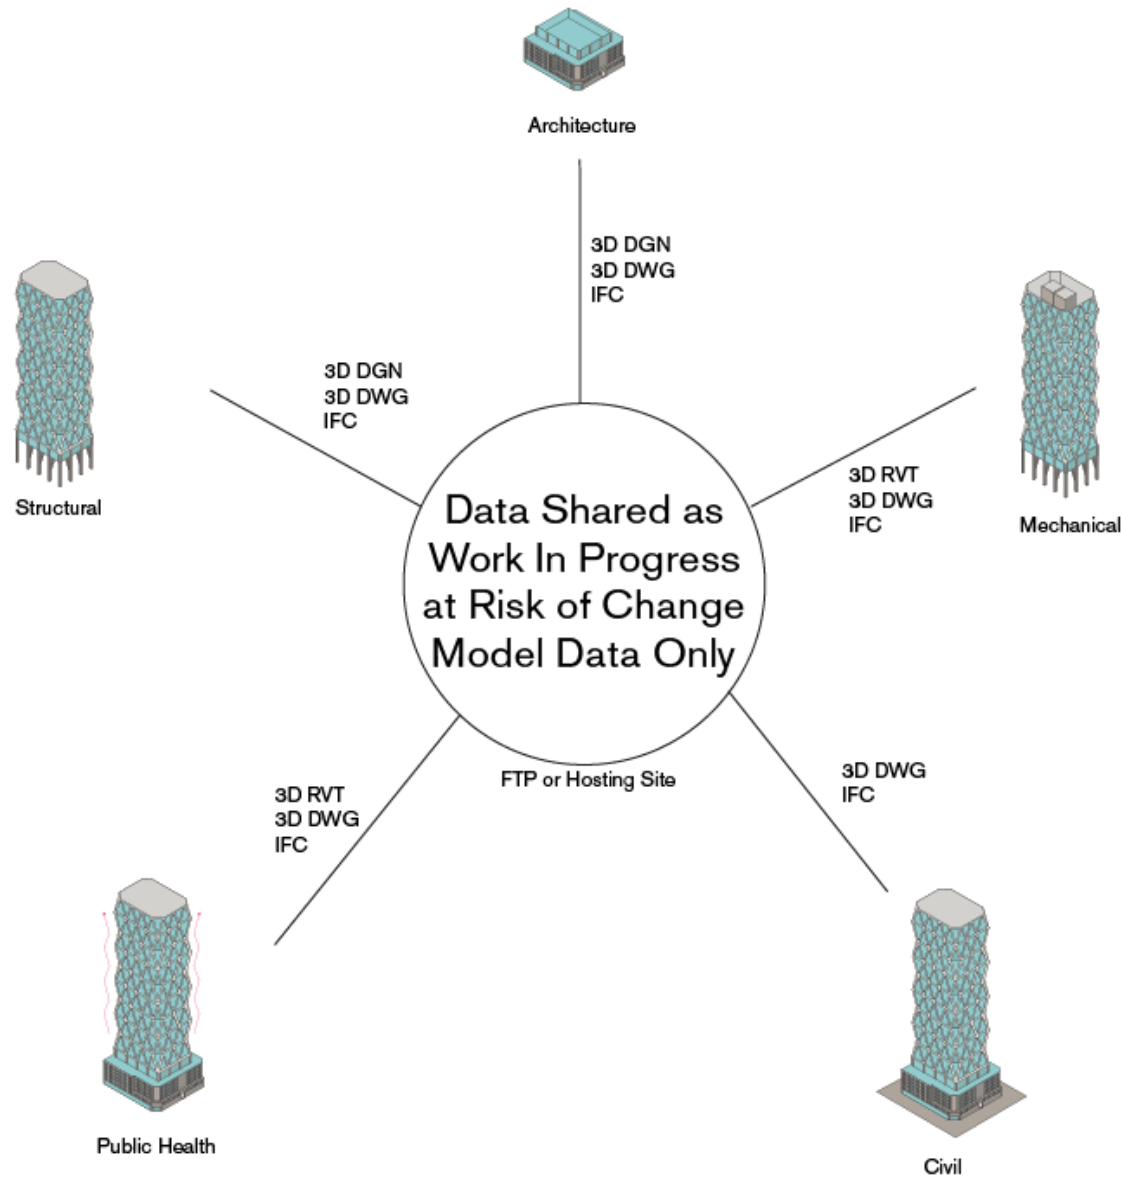 Architecture
3D DGN
3D DWG
IFC
3D DGN
3D DWG
IFC
Structural
3D RVT
3D DWG
IFC
Mechanical
Data Shared as
Work In Progress
at Risk of Change
Model Data Only
FTP or Hosting Site
3D RVT
3D DWG
IFC
3D DWG
IFC
Public Health
Civil